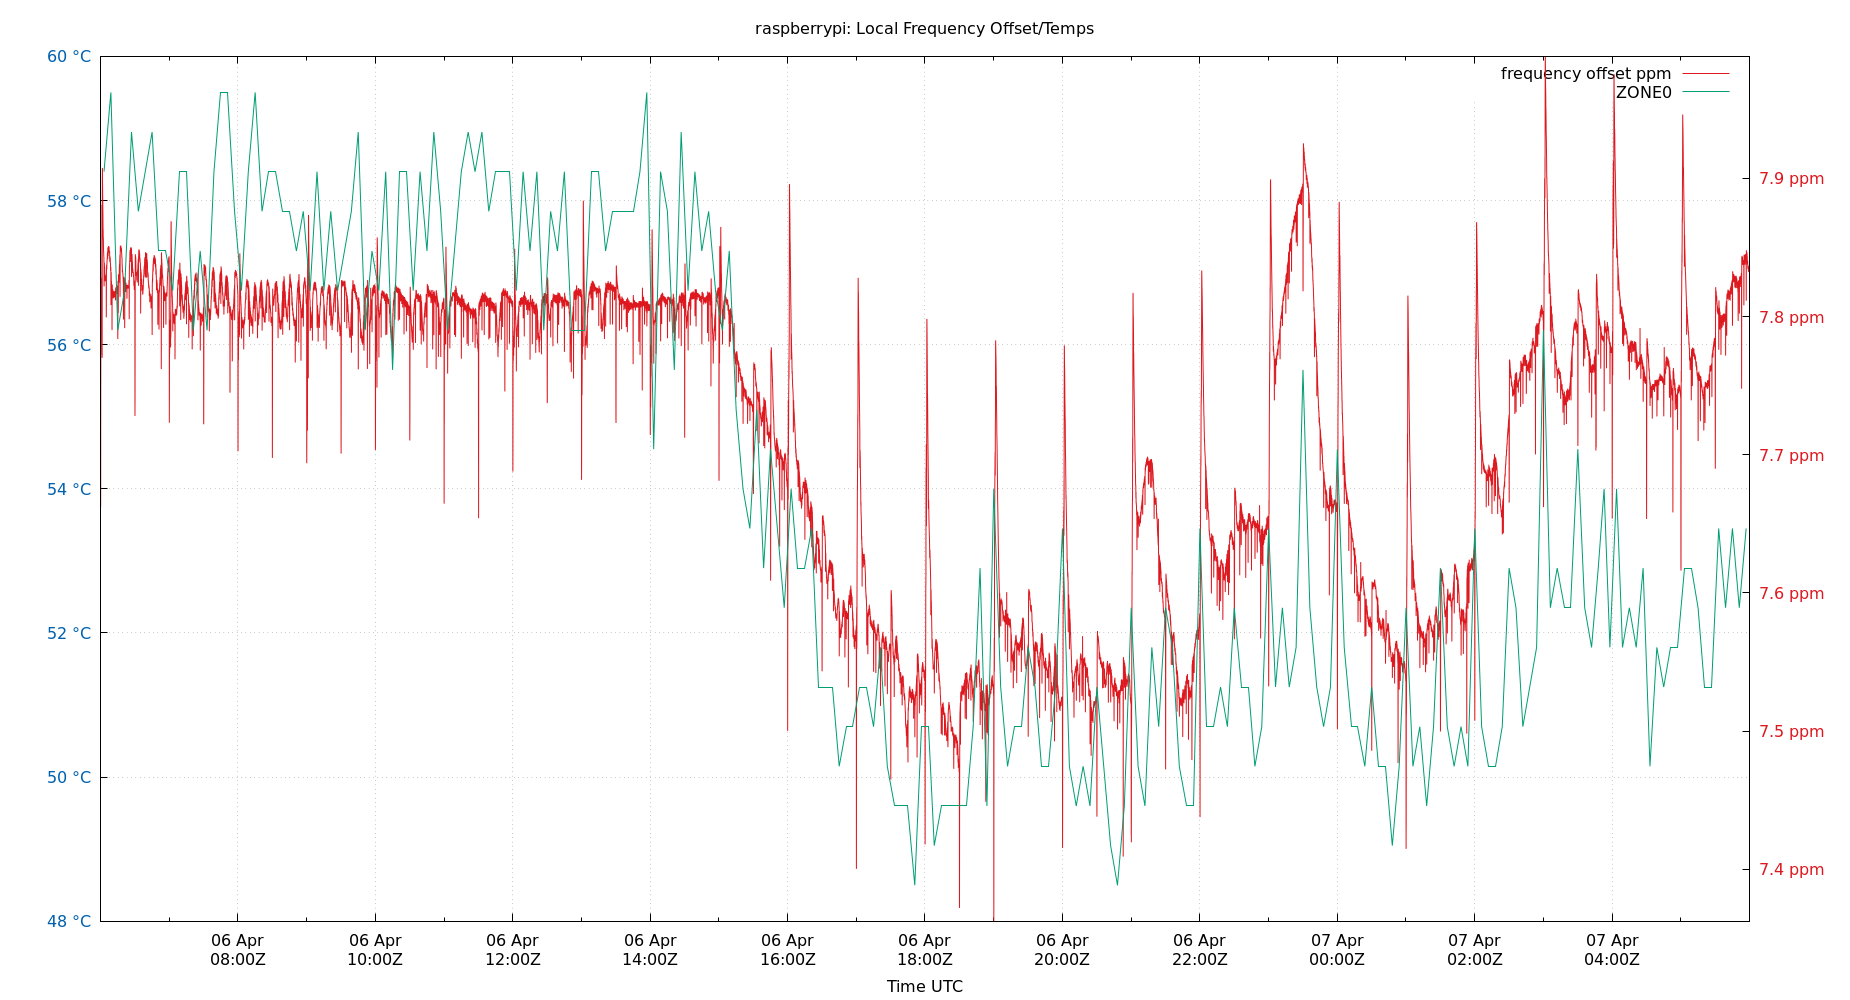 raspberrypi: Local Frequency Offset/Temps
60 °C
58 °C
56 °C
54 °C
52 °C
50 °C
48 °C
frequency offset ppm
ZONE0
7.9 ppm
7.8 ppm
7.7 ppm
7.6 ppm
7.5 ppm
7.4 ppm
06 Apr
08:00Z
06 Apr
10:00Z
06 Apr
12:00Z
06 Apr
14:00Z
06 Apr
16:00Z
06 Apr
18:00Z
06 Apr
20:00Z
06 Apr
22:00Z
07 Apr
00:00Z
07 Apr
02:00Z
07 Apr
04:00Z
Time UTC